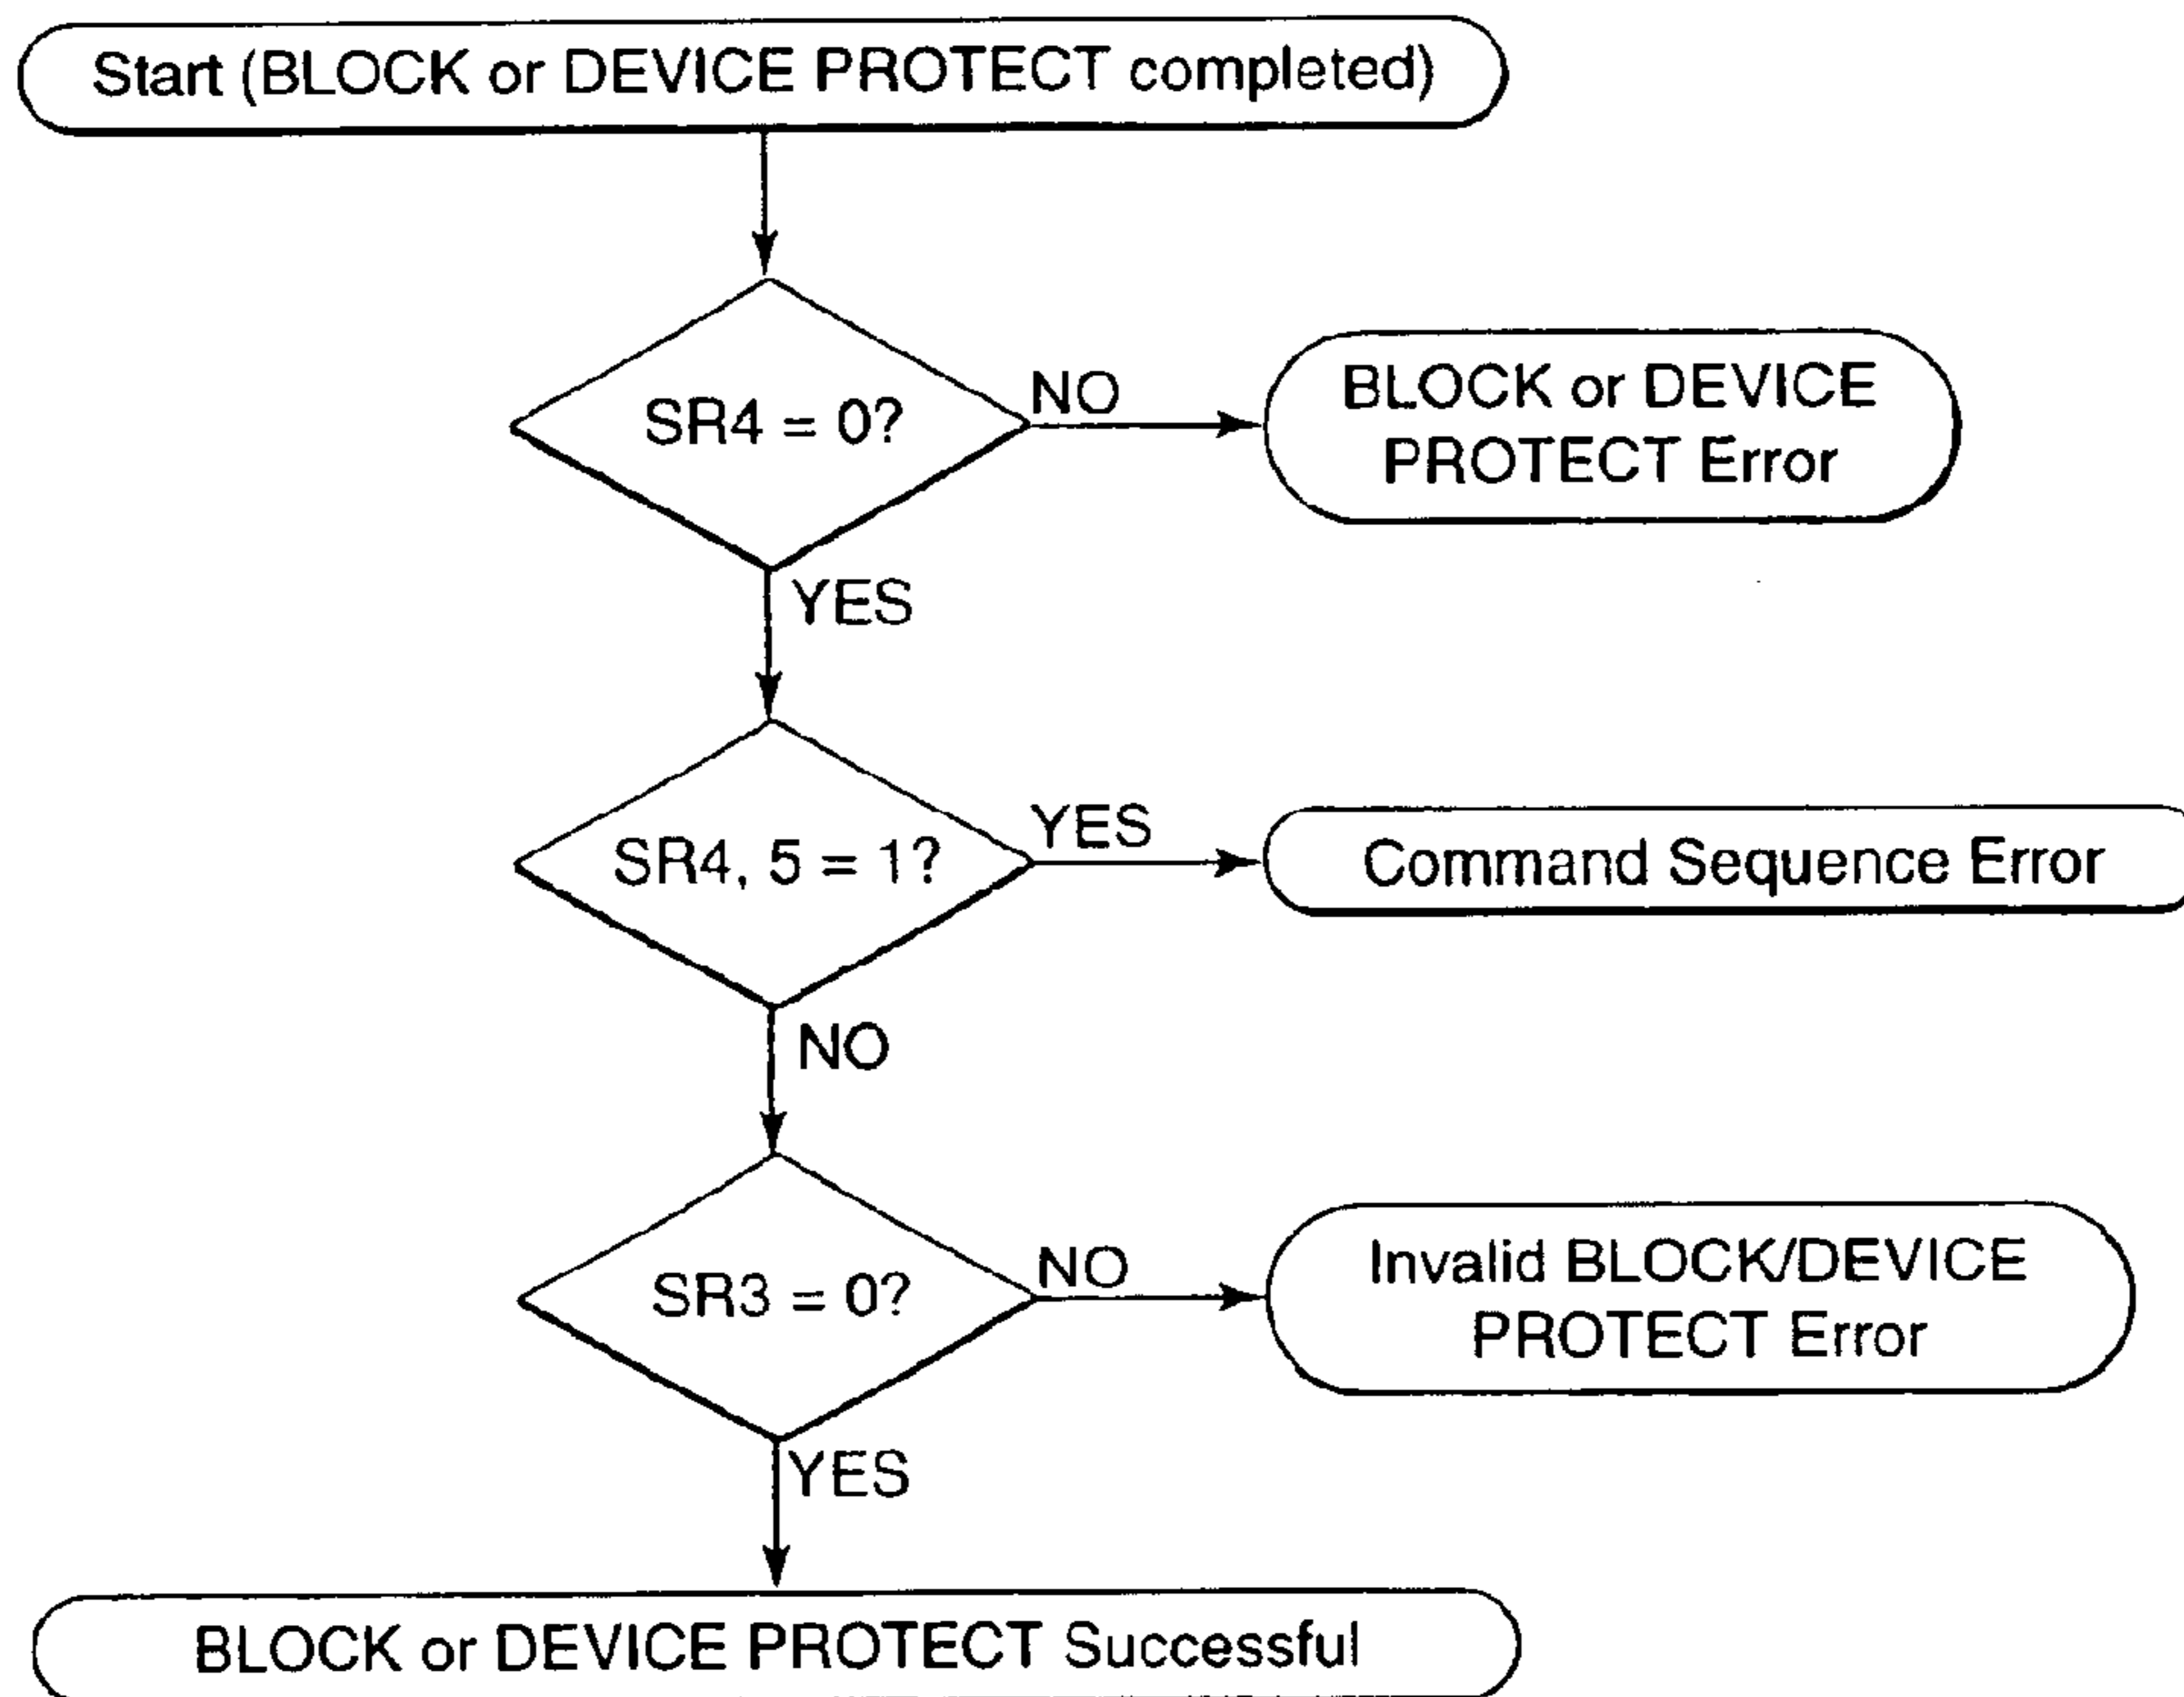 Start (BLOCK or DEVICE PROTECT completed)
SR4 = 0?
NO
BLOCK or DEVICE
PROTECT Error
YES
SR4, 5 = 1?
YES
Command Sequence Error
NO
SR3 = 0?
NO
Invalid BLOCK/DEVICE
PROTECT Error
YES
BLOCK or DEVICE PROTECT Successful